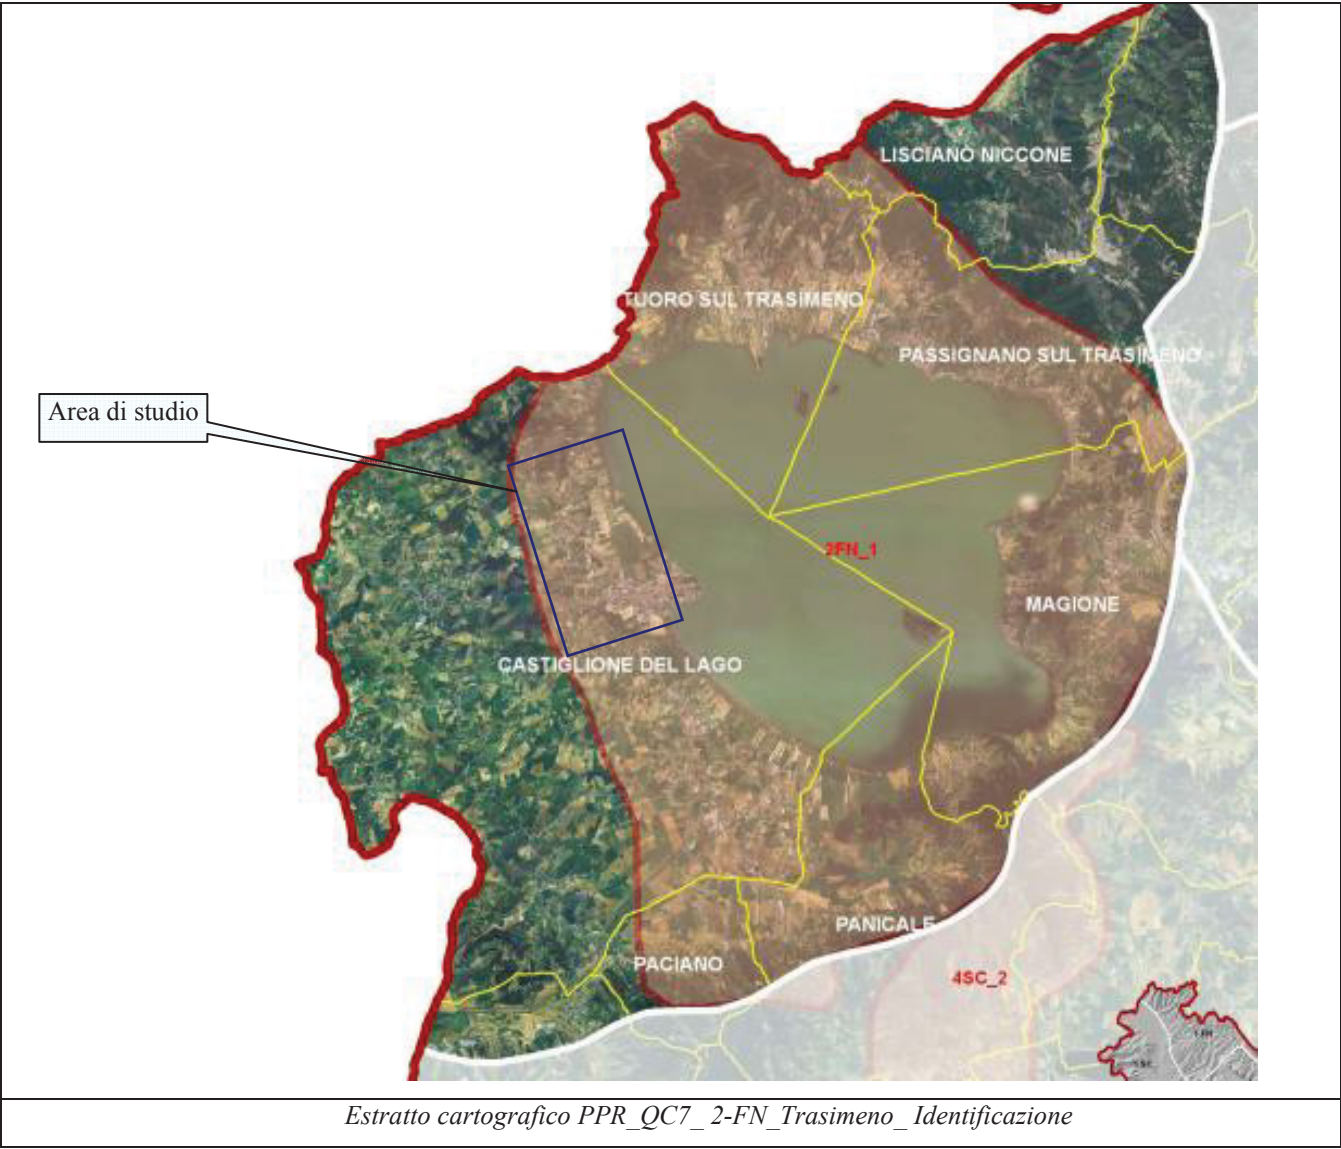 LISCIANO NICCONE
TUORO SUL TRASIMENO
PASSIGNANO SUL TRASIMENO
Area di studio
2FN_1
MAGIONE
CASTIGLIONE DEL LAGO
PANICALE
PACIANO
4SC_2
Estratto cartografico PPR_QC7_ 2-FN_Trasimeno_ Identificazione